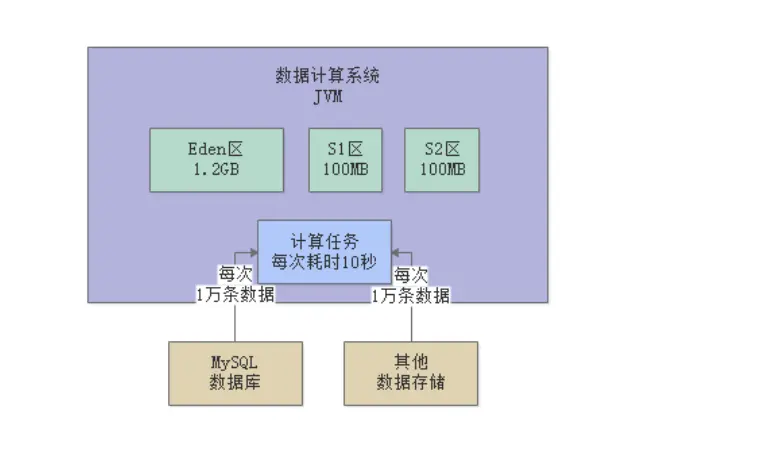 数据计算系统
JVM
Eden区
1.2GB
S1区
100MB
S2区
100MB
计算任务
每次耗时10秒
每次
1万条数据
每次
1万条数据
MySQL
数据库
其他
数据存储